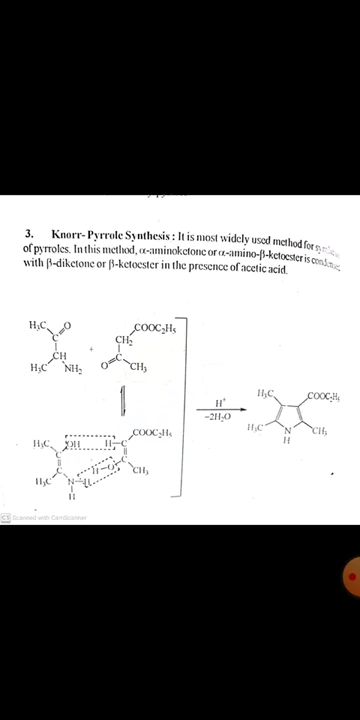 3. Knorr- Pyrrole Synthesis : It is most widely used method for
of pyrroles. In this method, α-aminoketone or α-amino-β-ketoester is
with β-diketone or β-ketoester in the presence of acetic acid.
H₃C O COOC₂H₅
C CH₂
+
CH C
H₃C NH₂ O CH₃
H⁺
−2H₂O
H₃C COOC₂H₅
H₃C N CH₃
H
COOC₂H₅
H₃C OH H–C
C C
C H–O CH₃
H₃C N–H
H
CS Scanned with CamScanner